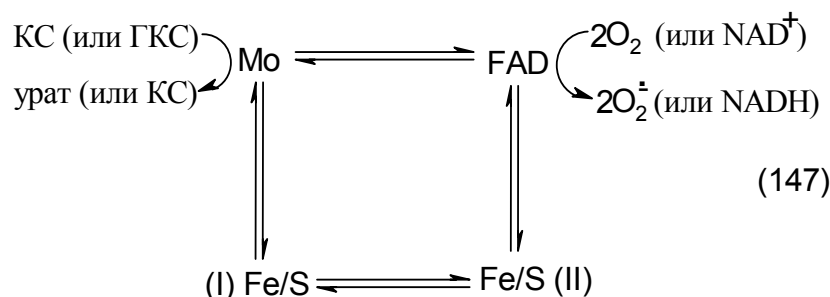 КС (или ГКС) Mo FAD 2O₂ (или NAD⁺)
урат (или КС) 2O₂⨪ (или NADH)
(147)
(I) Fe/S Fe/S (II)